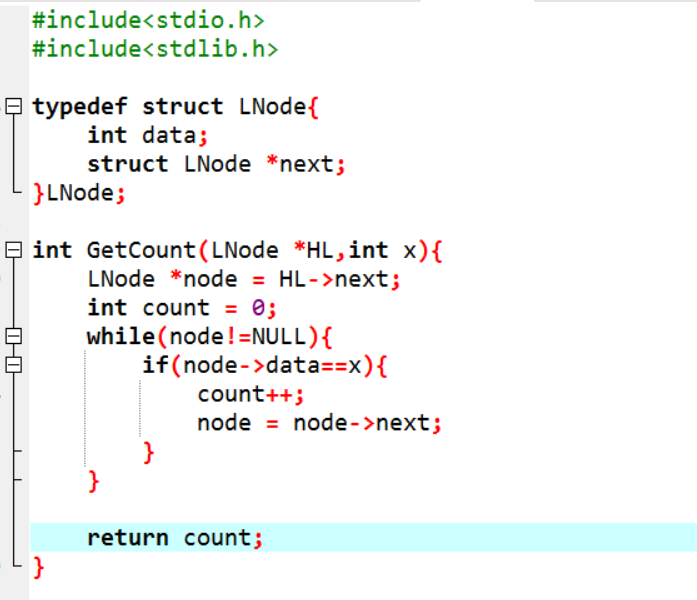 #include<stdio.h>
#include<stdlib.h>
typedef struct LNode{
    int data;
    struct LNode *next;
}LNode;
int GetCount(LNode *HL,int x){
    LNode *node = HL->next;
    int count = 0;
    while(node!=NULL){
        if(node->data==x){
            count++;
            node = node->next;
        }
    }
    return count;
}